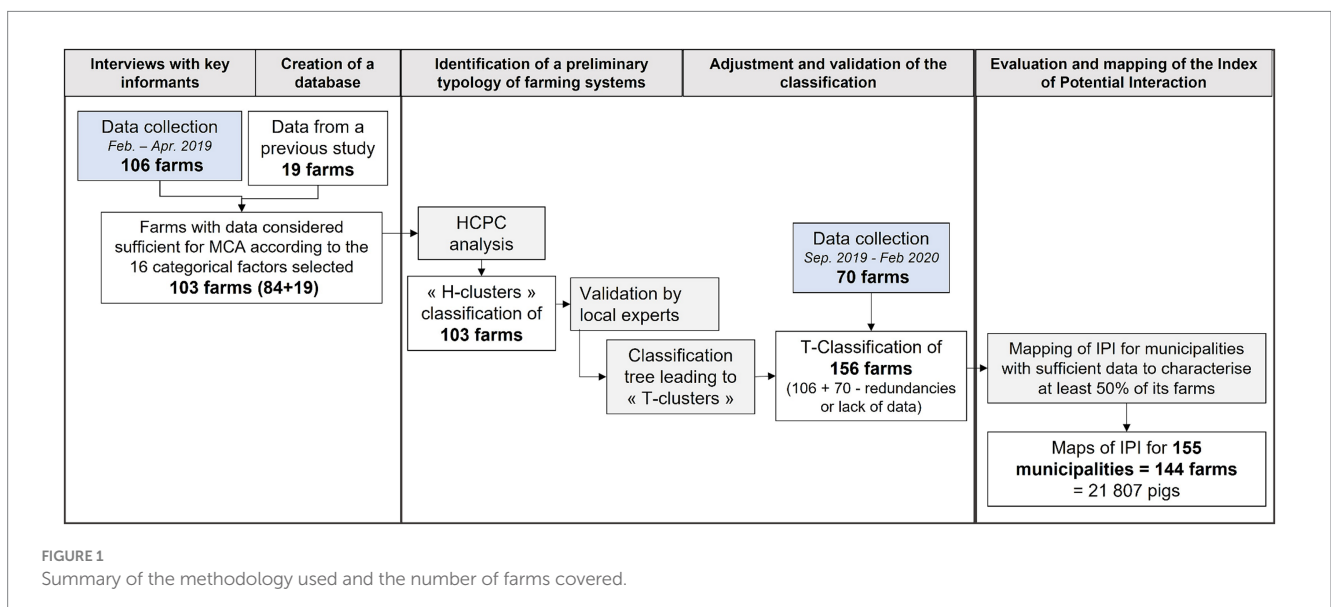 Interviews with key
informants
Creation of a
database
Identification of a preliminary
typology of farming systems
Adjustment and validation of the
classification
Evaluation and mapping of the Index
of Potential Interaction
Data collection
Feb. – Apr. 2019
106 farms
Data from a
previous study
19 farms
Farms with data considered
sufficient for MCA according to the
16 categorical factors selected
103 farms (84+19)
HCPC
analysis
« H-clusters »
classification of
103 farms
Validation by
local experts
Classification
tree leading to
« T-clusters »
Data collection
Sep. 2019 - Feb 2020
70 farms
T-Classification of
156 farms
(106 + 70 - redundancies
or lack of data)
Mapping of IPI for municipalities
with sufficient data to characterise
at least 50% of its farms
Maps of IPI for 155
municipalities = 144 farms
= 21 807 pigs
FIGURE 1
Summary of the methodology used and the number of farms covered.